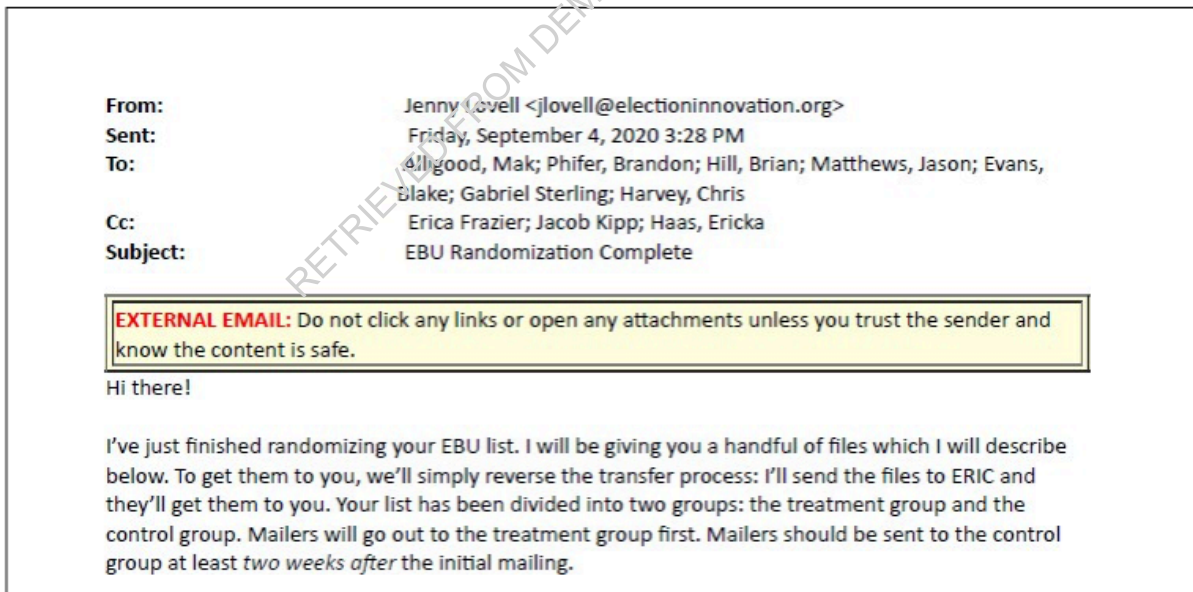 RETRIEVED FROM DEM
From: Jenny Lovell <jlovell@electioninnovation.org>
Sent: Friday, September 4, 2020 3:28 PM
To: Alligood, Mak; Phifer, Brandon; Hill, Brian; Matthews, Jason; Evans,
Blake; Gabriel Sterling; Harvey, Chris
Cc: Erica Frazier; Jacob Kipp; Haas, Ericka
Subject: EBU Randomization Complete
EXTERNAL EMAIL: Do not click any links or open any attachments unless you trust the sender and
know the content is safe.
Hi there!
I've just finished randomizing your EBU list. I will be giving you a handful of files which I will describe
below. To get them to you, we'll simply reverse the transfer process: I'll send the files to ERIC and
they'll get them to you. Your list has been divided into two groups: the treatment group and the
control group. Mailers will go out to the treatment group first. Mailers should be sent to the control
group at least two weeks after the initial mailing.